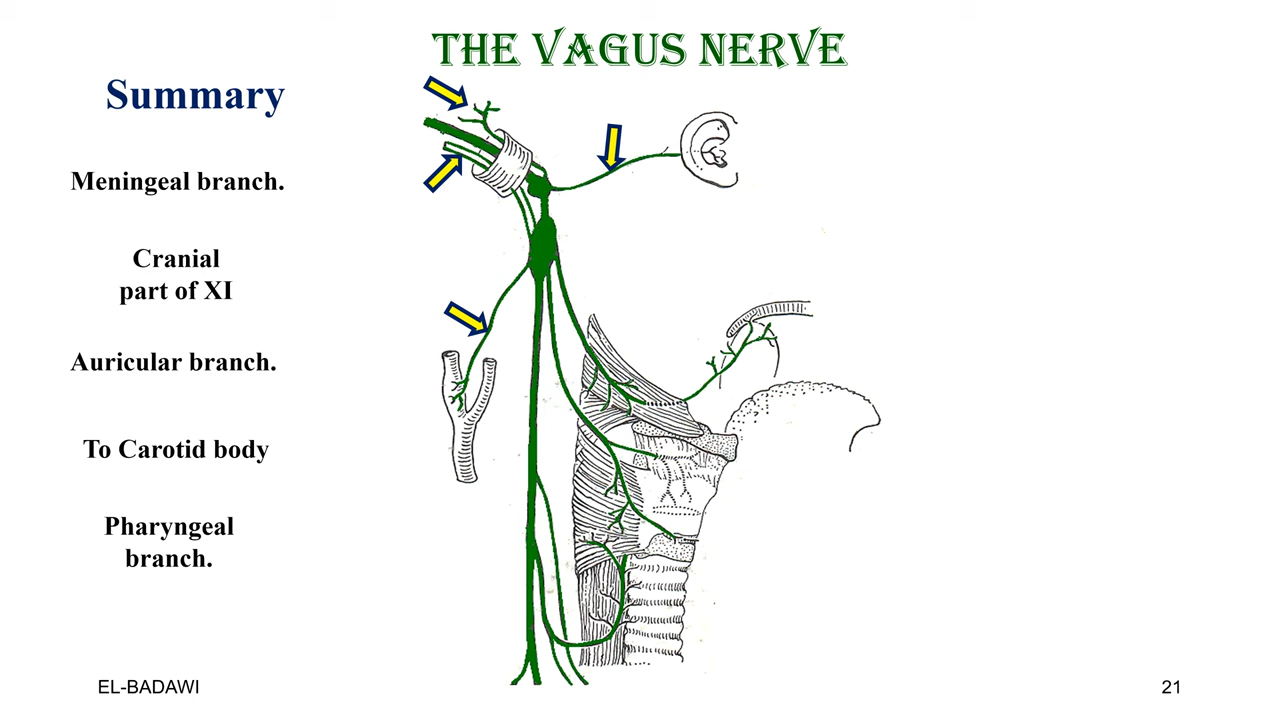 THE VAGUS NERVE
Summary
Meningeal branch.
Cranial
part of XI
Auricular branch.
To Carotid body
Pharyngeal
branch.
EL-BADAWI
21